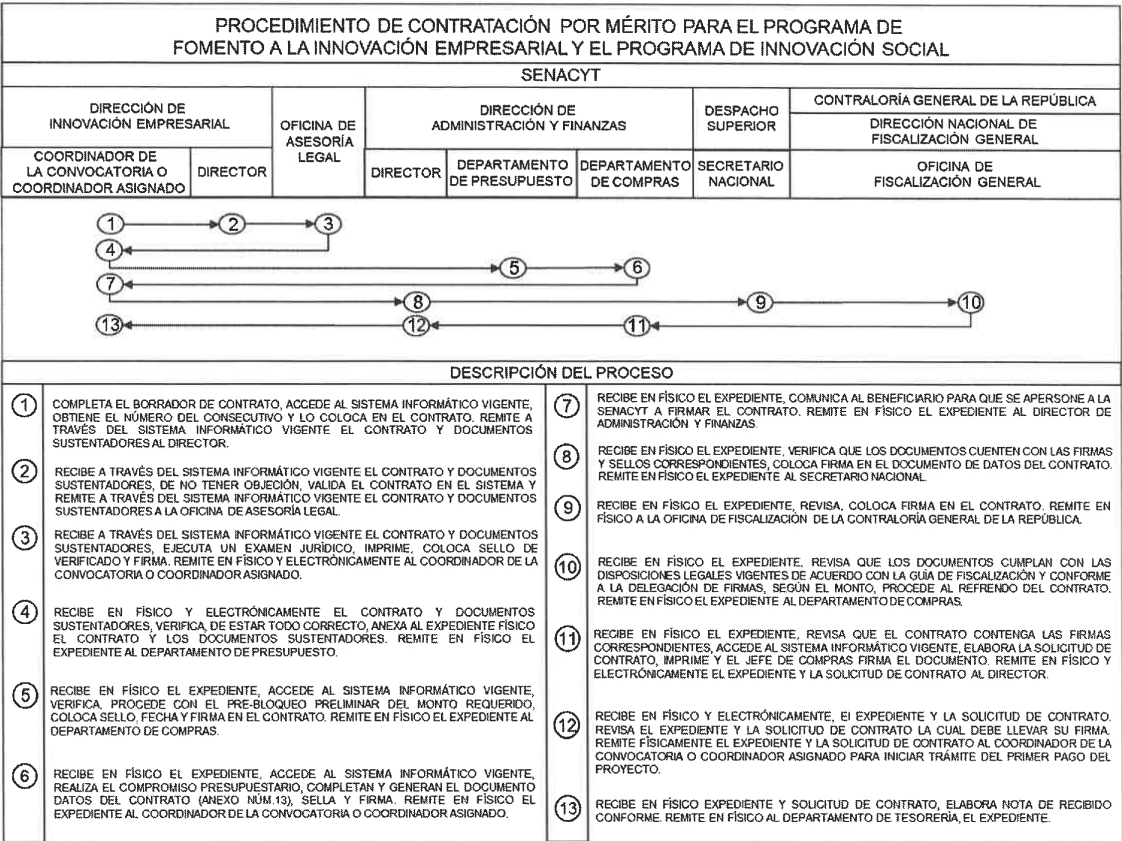 PROCEDIMIENTO DE CONTRATACIÓN POR MÉRITO PARA EL PROGRAMA DE
FOMENTO A LA INNOVACIÓN EMPRESARIAL Y EL PROGRAMA DE INNOVACIÓN SOCIAL
SENACYT
DIRECCIÓN DE
INNOVACIÓN EMPRESARIAL
OFICINA DE
ASESORÍA
LEGAL
DIRECCIÓN DE
ADMINISTRACIÓN Y FINANZAS
DESPACHO
SUPERIOR
CONTRALORÍA GENERAL DE LA REPÚBLICA
DIRECCIÓN NACIONAL DE
FISCALIZACIÓN GENERAL
COORDINADOR DE
LA CONVOCATORIA O
COORDINADOR ASIGNADO
DIRECTOR
DIRECTOR
DEPARTAMENTO
DE PRESUPUESTO
DEPARTAMENTO
DE COMPRAS
SECRETARIO
NACIONAL
OFICINA DE
FISCALIZACIÓN GENERAL
1 2 3
4
5 6
7
8 9 10
13 12 11
DESCRIPCIÓN DEL PROCESO
1
COMPLETA EL BORRADOR DE CONTRATO, ACCEDE AL SISTEMA INFORMÁTICO VIGENTE,
OBTIENE EL NÚMERO DEL CONSECUTIVO Y LO COLOCA EN EL CONTRATO. REMITE A
TRAVÉS DEL SISTEMA INFORMÁTICO VIGENTE EL CONTRATO Y DOCUMENTOS
SUSTENTADORES AL DIRECTOR.
2
RECIBE A TRAVÉS DEL SISTEMA INFORMÁTICO VIGENTE EL CONTRATO Y DOCUMENTOS
SUSTENTADORES, DE NO TENER OBJECIÓN, VALIDA EL CONTRATO EN EL SISTEMA Y
REMITE A TRAVÉS DEL SISTEMA INFORMÁTICO VIGENTE EL CONTRATO Y DOCUMENTOS
SUSTENTADORES A LA OFICINA DE ASESORÍA LEGAL.
3
RECIBE A TRAVÉS DEL SISTEMA INFORMÁTICO VIGENTE EL CONTRATO Y DOCUMENTOS
SUSTENTADORES, EJECUTA UN EXAMEN JURÍDICO, IMPRIME, COLOCA SELLO DE
VERIFICADO Y FIRMA. REMITE EN FÍSICO Y ELECTRÓNICAMENTE AL COORDINADOR DE LA
CONVOCATORIA O COORDINADOR ASIGNADO.
4
RECIBE EN FÍSICO Y ELECTRÓNICAMENTE EL CONTRATO Y DOCUMENTOS
SUSTENTADORES, VERIFICA, DE ESTAR TODO CORRECTO, ANEXA AL EXPEDIENTE FÍSICO
EL CONTRATO Y LOS DOCUMENTOS SUSTENTADORES. REMITE EN FÍSICO EL
EXPEDIENTE AL DEPARTAMENTO DE PRESUPUESTO.
5
RECIBE EN FÍSICO EL EXPEDIENTE, ACCEDE AL SISTEMA INFORMÁTICO VIGENTE,
VERIFICA. PROCEDE CON EL PRE-BLOQUEO PRELIMINAR DEL MONTO REQUERIDO,
COLOCA SELLO, FECHA Y FIRMA EN EL CONTRATO. REMITE EN FÍSICO EL EXPEDIENTE AL
DEPARTAMENTO DE COMPRAS.
6
RECIBE EN FÍSICO EL EXPEDIENTE, ACCEDE AL SISTEMA INFORMÁTICO VIGENTE,
REALIZA EL COMPROMISO PRESUPUESTARIO, COMPLETAN Y GENERAN EL DOCUMENTO
DATOS DEL CONTRATO (ANEXO NÚM.13), SELLA Y FIRMA. REMITE EN FÍSICO EL
EXPEDIENTE AL COORDINADOR DE LA CONVOCATORIA O COORDINADOR ASIGNADO.
7
RECIBE EN FÍSICO EL EXPEDIENTE, COMUNICA AL BENEFICIARIO PARA QUE SE APERSONE A LA
SENACYT A FIRMAR EL CONTRATO. REMITE EN FÍSICO EL EXPEDIENTE AL DIRECTOR DE
ADMINISTRACIÓN Y FINANZAS.
8
RECIBE EN FÍSICO EL EXPEDIENTE, VERIFICA QUE LOS DOCUMENTOS CUENTEN CON LAS FIRMAS
Y SELLOS CORRESPONDIENTES, COLOCA FIRMA EN EL DOCUMENTO DE DATOS DEL CONTRATO.
REMITE EN FÍSICO EL EXPEDIENTE AL SECRETARIO NACIONAL.
9
RECIBE EN FÍSICO EL EXPEDIENTE, REVISA, COLOCA FIRMA EN EL CONTRATO. REMITE EN
FÍSICO A LA OFICINA DE FISCALIZACIÓN DE LA CONTRALORÍA GENERAL DE LA REPÚBLICA.
10
RECIBE EN FÍSICO EL EXPEDIENTE. REVISA QUE LOS DOCUMENTOS CUMPLAN CON LAS
DISPOSICIONES LEGALES VIGENTES DE ACUERDO CON LA GUÍA DE FISCALIZACIÓN Y CONFORME
A LA DELEGACIÓN DE FIRMAS, SEGÚN EL MONTO, PROCEDE AL REFRENDO DEL CONTRATO.
REMITE EN FÍSICO EL EXPEDIENTE AL DEPARTAMENTO DE COMPRAS.
11
RECIBE EN FÍSICO EL EXPEDIENTE, REVISA QUE EL CONTRATO CONTENGA LAS FIRMAS
CORRESPONDIENTES, ACCEDE AL SISTEMA INFORMÁTICO VIGENTE, ELABORA LA SOLICITUD DE
CONTRATO, IMPRIME Y EL JEFE DE COMPRAS FIRMA EL DOCUMENTO. REMITE EN FÍSICO Y
ELECTRÓNICAMENTE EL EXPEDIENTE Y LA SOLICITUD DE CONTRATO AL DIRECTOR.
12
RECIBE EN FÍSICO Y ELECTRÓNICAMENTE, El EXPEDIENTE Y LA SOLICITUD DE CONTRATO.
REVISA EL EXPEDIENTE Y LA SOLICITUD DE CONTRATO LA CUAL DEBE LLEVAR SU FIRMA.
REMITE FÍSICAMENTE EL EXPEDIENTE Y LA SOLICITUD DE CONTRATO AL COORDINADOR DE LA
CONVOCATORIA O COORDINADOR ASIGNADO PARA INICIAR TRÁMITE DEL PRIMER PAGO DEL
PROYECTO.
13
RECIBE EN FÍSICO EXPEDIENTE Y SOLICITUD DE CONTRATO, ELABORA NOTA DE RECIBIDO
CONFORME. REMITE EN FÍSICO AL DEPARTAMENTO DE TESORERÍA, EL EXPEDIENTE.